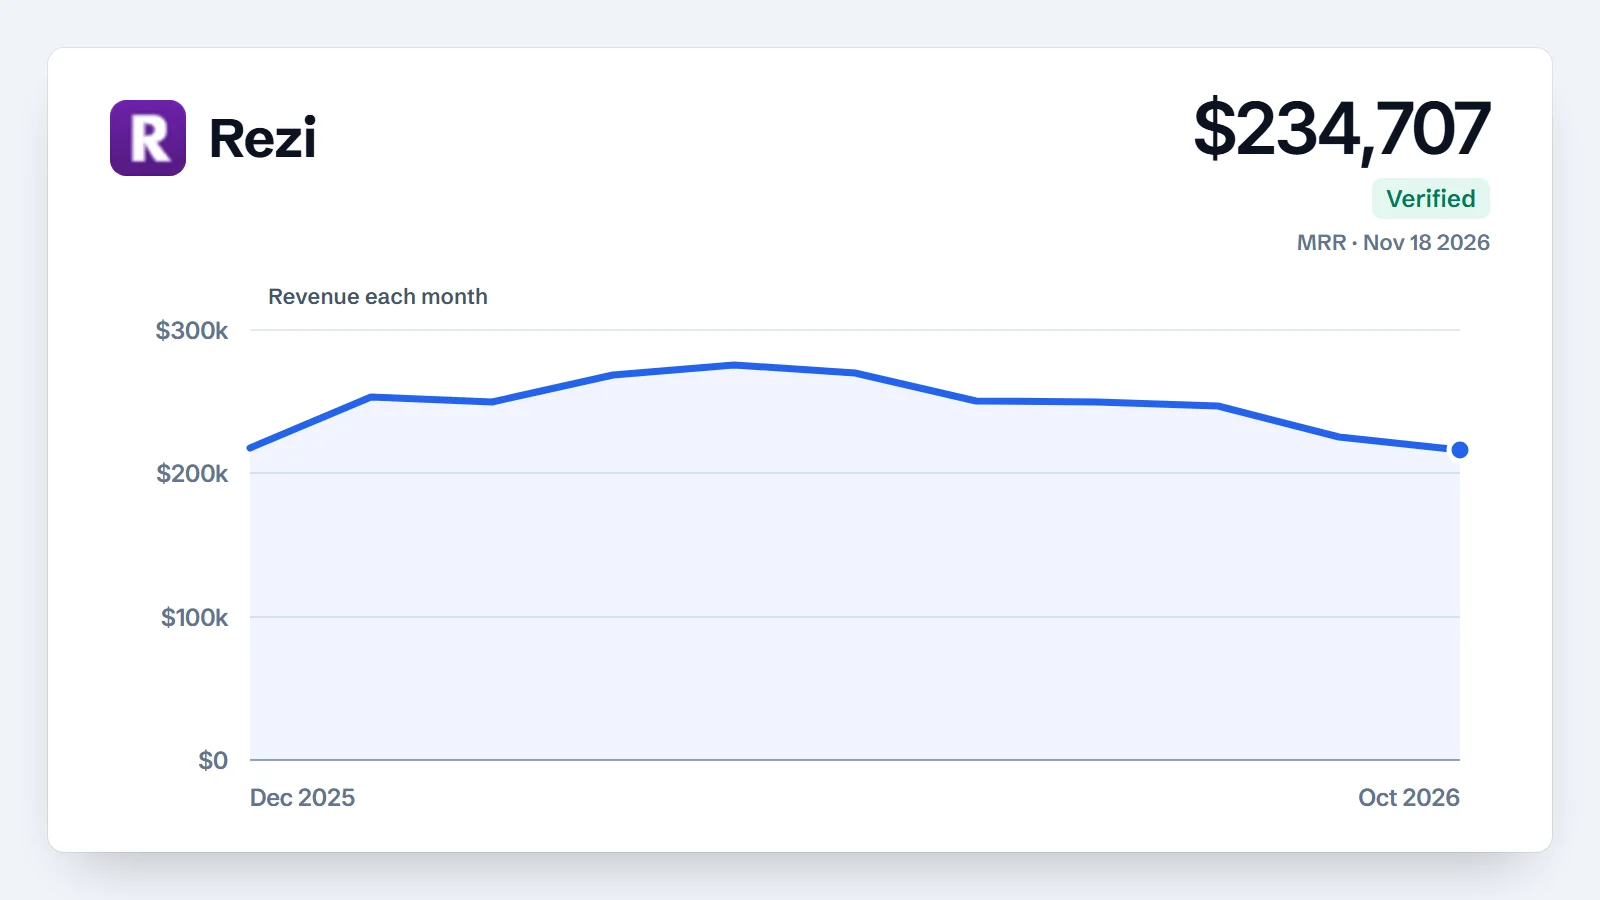 R
Rezi
$234,707
Verified
MRR · Nov 18 2026
Revenue each month
$300k
$200k
$100k
$0
Dec 2025
Oct 2026